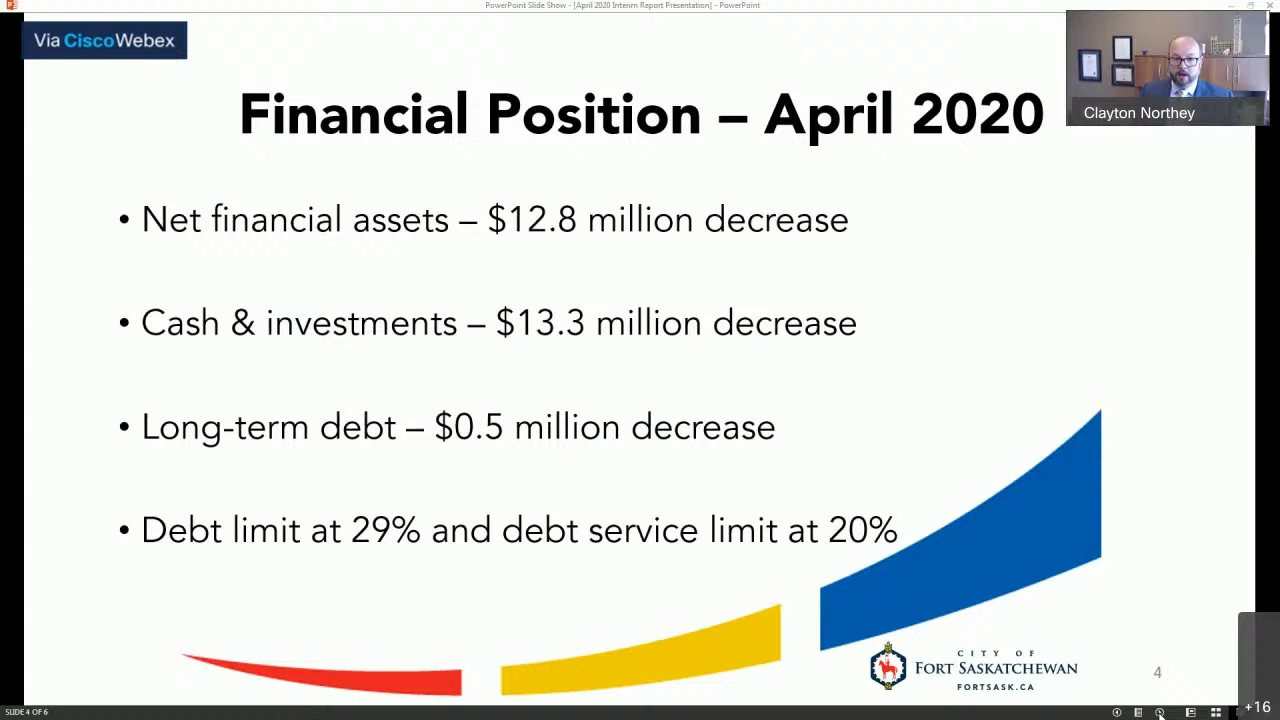 PowerPoint Slide Show - [April 2020 Interim Report Presentation] - PowerPoint
Via CiscoWebex
Clayton Northey
Financial Position – April 2020
• Net financial assets – $12.8 million decrease
• Cash & investments – $13.3 million decrease
• Long-term debt – $0.5 million decrease
• Debt limit at 29% and debt service limit at 20%
CITY OF
FORT SASKATCHEWAN
FORTSASK.CA
4
+16
SLIDE 4 OF 6